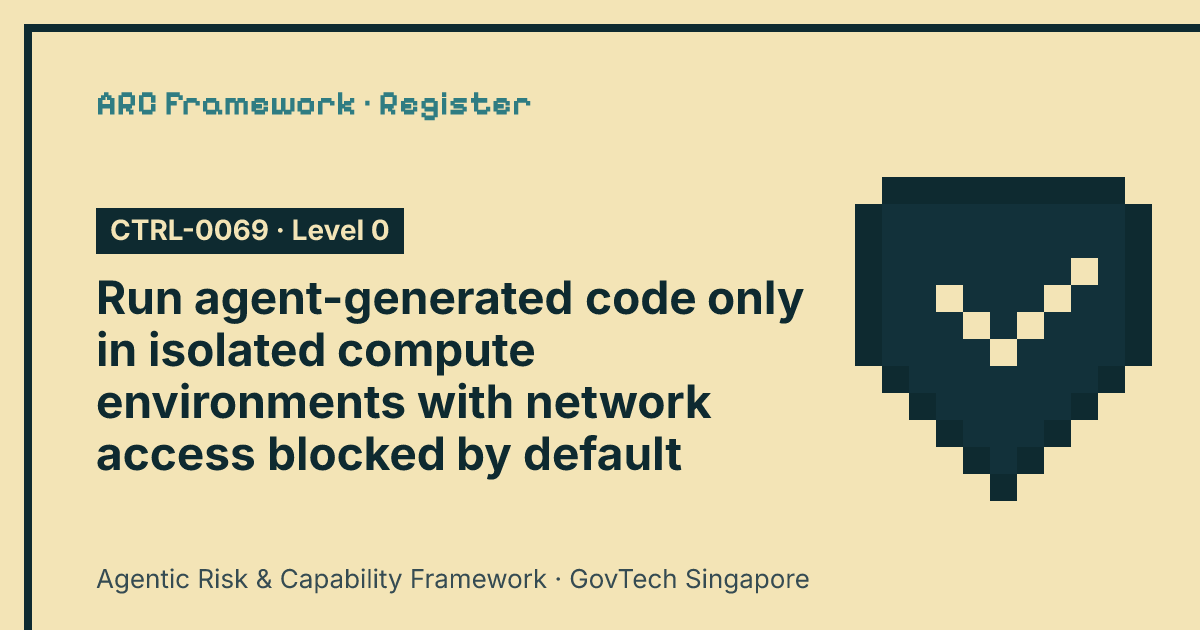 ARC Framework · Register
CTRL-0069 · Level 0
Run agent-generated code only
in isolated compute
environments with network
access blocked by default
Agentic Risk & Capability Framework · GovTech Singapore